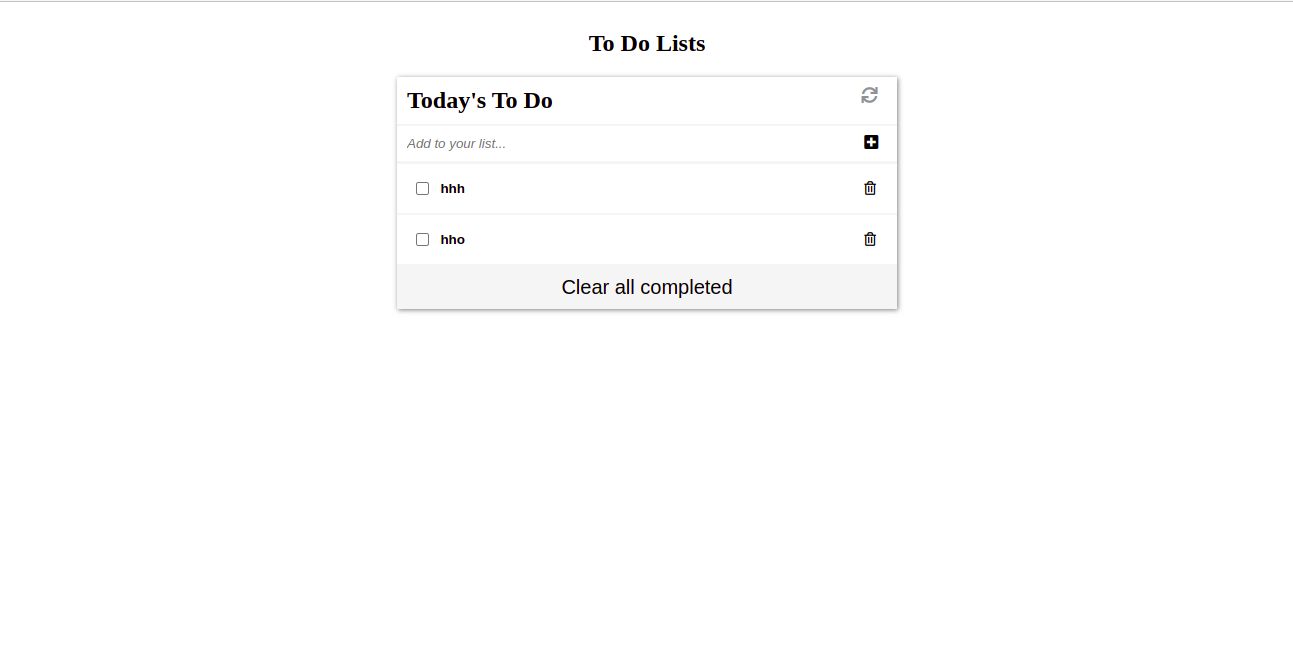 To Do Lists
Today's To Do
Add to your list...
hhh
hho
Clear all completed